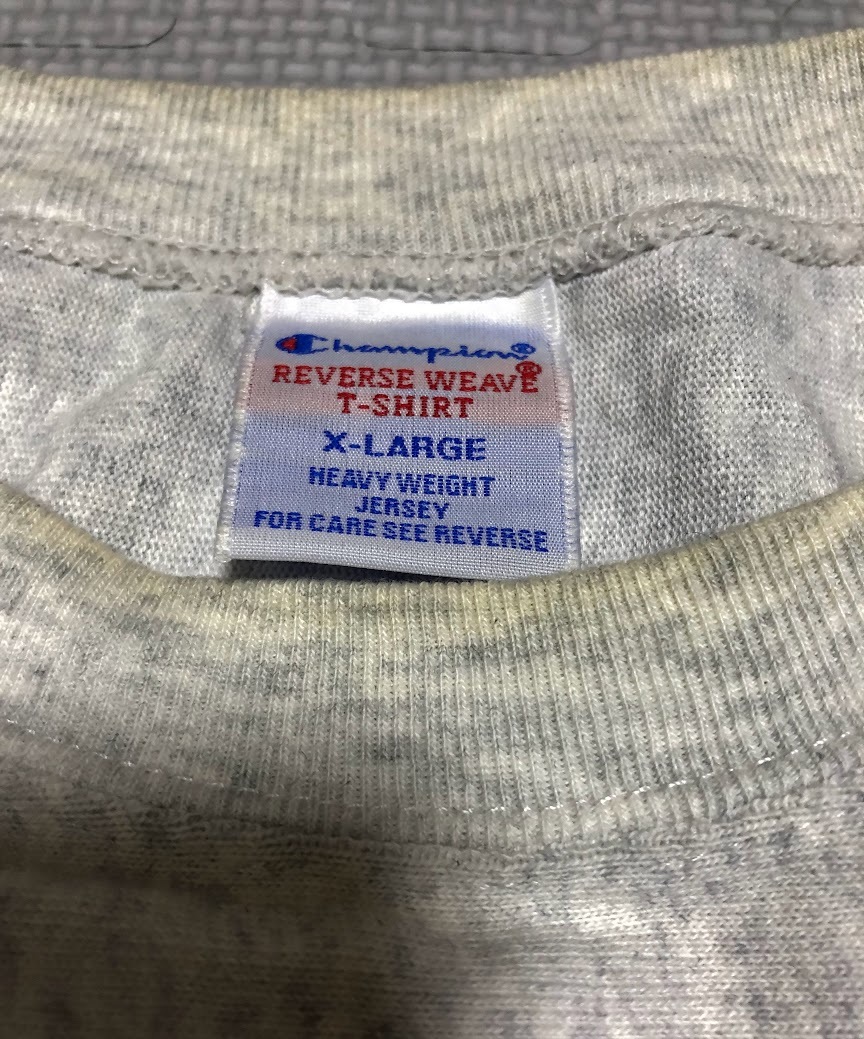 Champion®
REVERSE WEAVE®
T-SHIRT
X-LARGE
HEAVY WEIGHT
JERSEY
FOR CARE SEE REVERSE